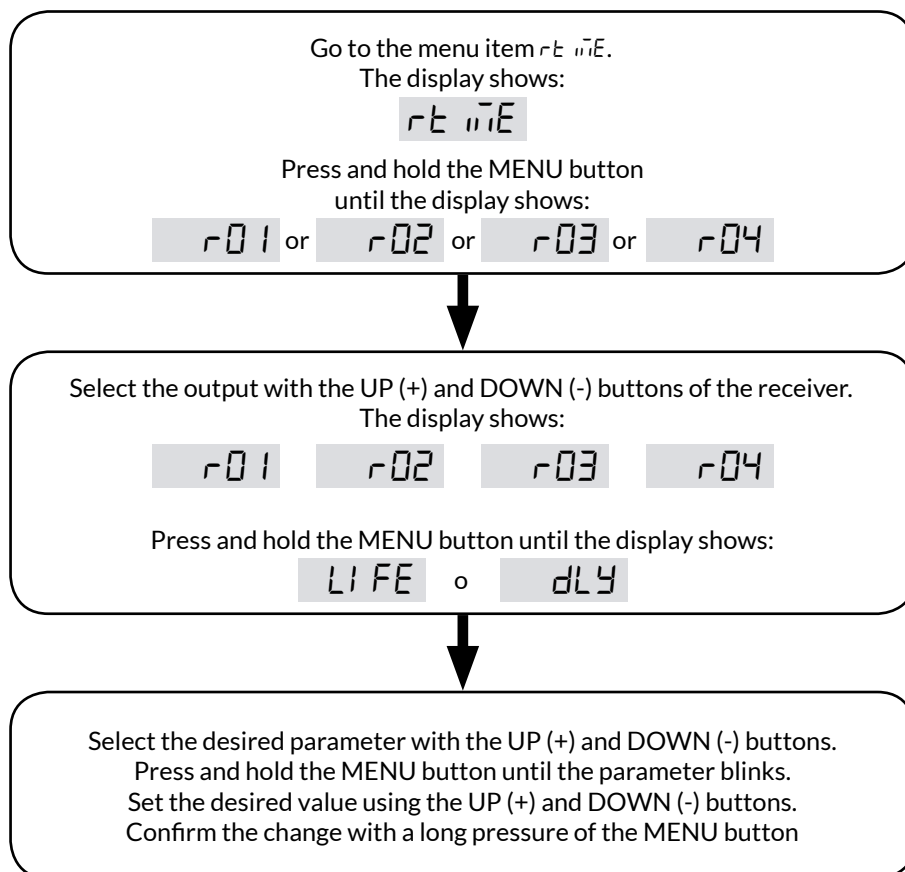 Go to the menu item rt imE.
The display shows:
rt imE
Press and hold the MENU button
until the display shows:
r01 or r02 or r03 or r04
Select the output with the UP (+) and DOWN (-) buttons of the receiver.
The display shows:
r01 r02 r03 r04
Press and hold the MENU button until the display shows:
LIFE o dLY
Select the desired parameter with the UP (+) and DOWN (-) buttons.
Press and hold the MENU button until the parameter blinks.
Set the desired value using the UP (+) and DOWN (-) buttons.
Confirm the change with a long pressure of the MENU button